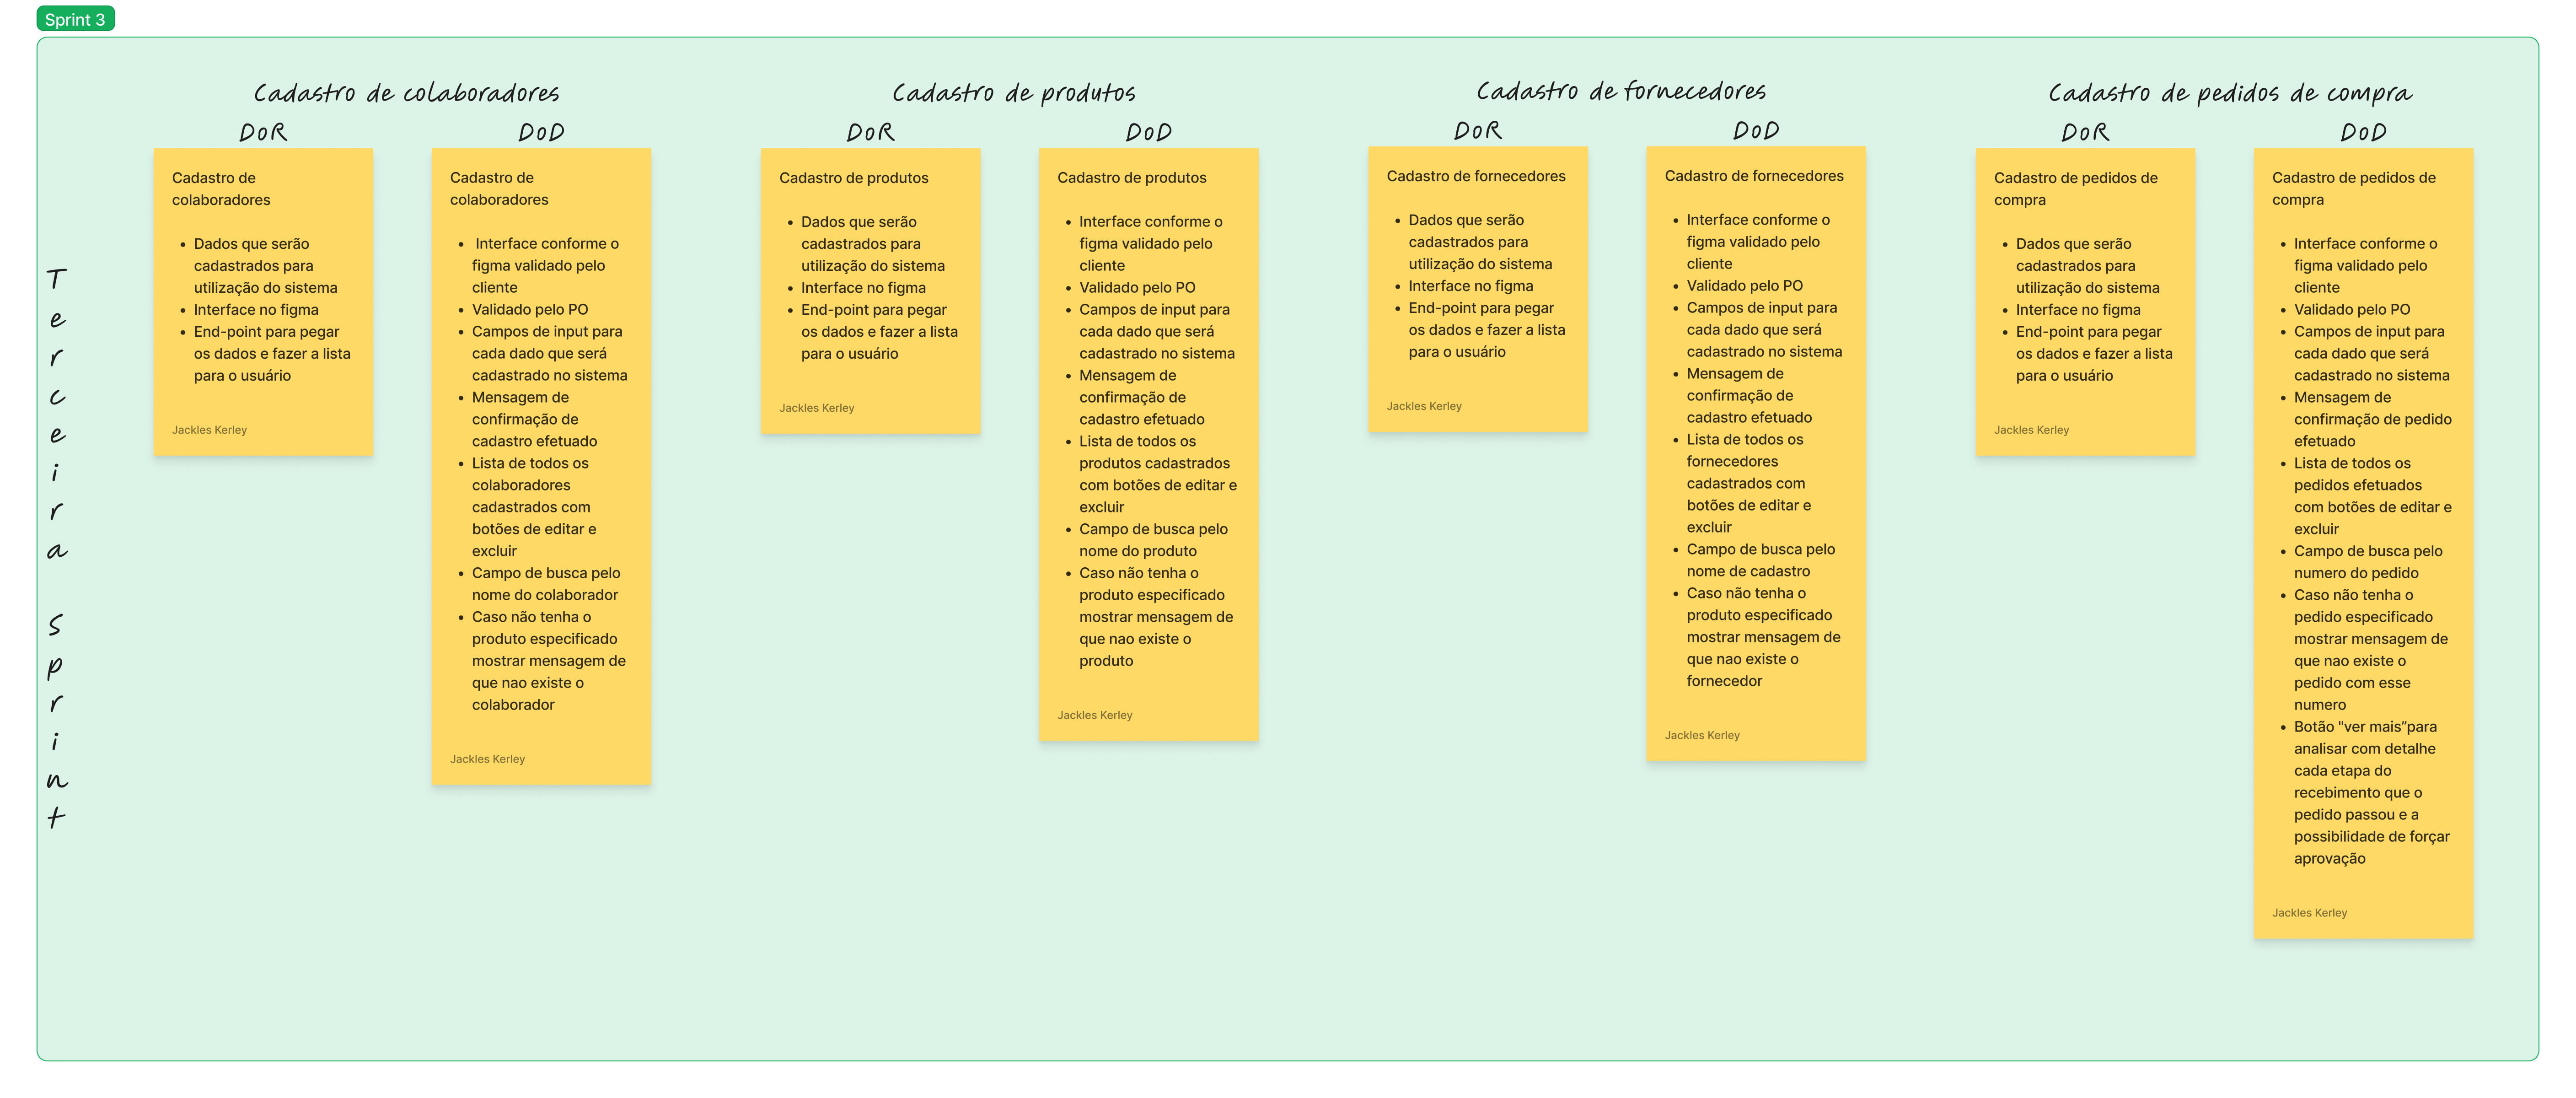 Sprint 3
Terceira Sprint
Cadastro de colaboradores
DoR
Cadastro de
colaboradores
• Dados que serão
cadastrados para
utilização do sistema
• Interface no figma
• End-point para pegar
os dados e fazer a lista
para o usuário
Jackles Kerley
DoD
Cadastro de
colaboradores
• Interface conforme o
figma validado pelo
cliente
• Validado pelo PO
• Campos de input para
cada dado que será
cadastrado no sistema
• Mensagem de
confirmação de
cadastro efetuado
• Lista de todos os
colaboradores
cadastrados com
botões de editar e
excluir
• Campo de busca pelo
nome do colaborador
• Caso não tenha o
produto especificado
mostrar mensagem de
que nao existe o
colaborador
Jackles Kerley
Cadastro de produtos
DoR
Cadastro de produtos
• Dados que serão
cadastrados para
utilização do sistema
• Interface no figma
• End-point para pegar
os dados e fazer a lista
para o usuário
Jackles Kerley
DoD
Cadastro de produtos
• Interface conforme o
figma validado pelo
cliente
• Validado pelo PO
• Campos de input para
cada dado que será
cadastrado no sistema
• Mensagem de
confirmação de
cadastro efetuado
• Lista de todos os
produtos cadastrados
com botões de editar e
excluir
• Campo de busca pelo
nome do produto
• Caso não tenha o
produto especificado
mostrar mensagem de
que nao existe o
produto
Jackles Kerley
Cadastro de fornecedores
DoR
Cadastro de fornecedores
• Dados que serão
cadastrados para
utilização do sistema
• Interface no figma
• End-point para pegar
os dados e fazer a lista
para o usuário
Jackles Kerley
DoD
Cadastro de fornecedores
• Interface conforme o
figma validado pelo
cliente
• Validado pelo PO
• Campos de input para
cada dado que será
cadastrado no sistema
• Mensagem de
confirmação de
cadastro efetuado
• Lista de todos os
fornecedores
cadastrados com
botões de editar e
excluir
• Campo de busca pelo
nome de cadastro
• Caso não tenha o
produto especificado
mostrar mensagem de
que nao existe o
fornecedor
Jackles Kerley
Cadastro de pedidos de compra
DoR
Cadastro de pedidos de
compra
• Dados que serão
cadastrados para
utilização do sistema
• Interface no figma
• End-point para pegar
os dados e fazer a lista
para o usuário
Jackles Kerley
DoD
Cadastro de pedidos de
compra
• Interface conforme o
figma validado pelo
cliente
• Validado pelo PO
• Campos de input para
cada dado que será
cadastrado no sistema
• Mensagem de
confirmação de pedido
efetuado
• Lista de todos os
pedidos efetuados
com botões de editar e
excluir
• Campo de busca pelo
numero do pedido
• Caso não tenha o
pedido especificado
mostrar mensagem de
que nao existe o
pedido com esse
numero
• Botão "ver mais”para
analisar com detalhe
cada etapa do
recebimento que o
pedido passou e a
possibilidade de forçar
aprovação
Jackles Kerley